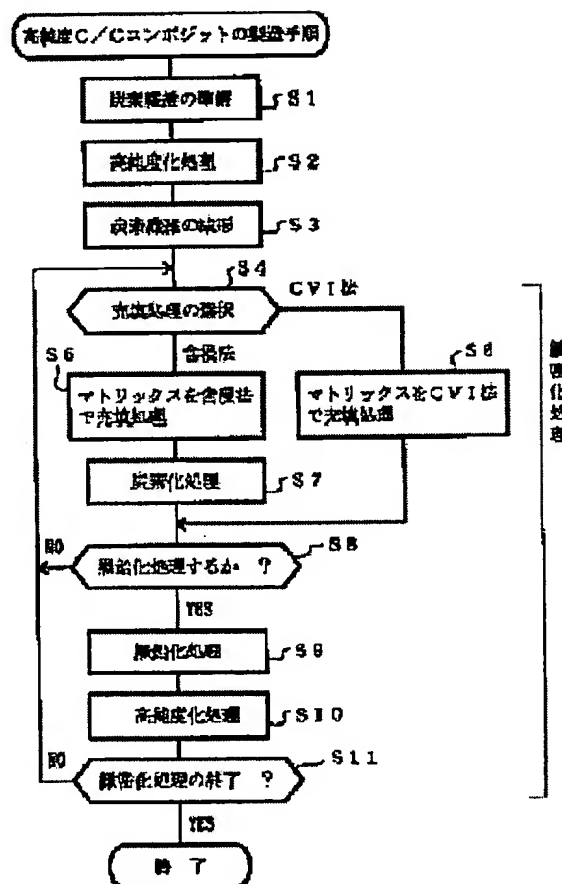 高純度C/Cコンポジットの製造手順
炭素繊維の準備
S1
高純度化処理
S2
炭素繊維の成形
S3
S4
充填処理の選択
CVI法
含浸法
S6
マトリックスを含浸法
で充填処理
S6
マトリックスをCVI法
で充填処理
炭素化処理
S7
緻密化処理
NO
黒鉛化処理するか ?
S8
YES
黒鉛化処理
S9
高純度化処理
S10
NO
緻密化処理の終了 ?
S11
YES
終 了